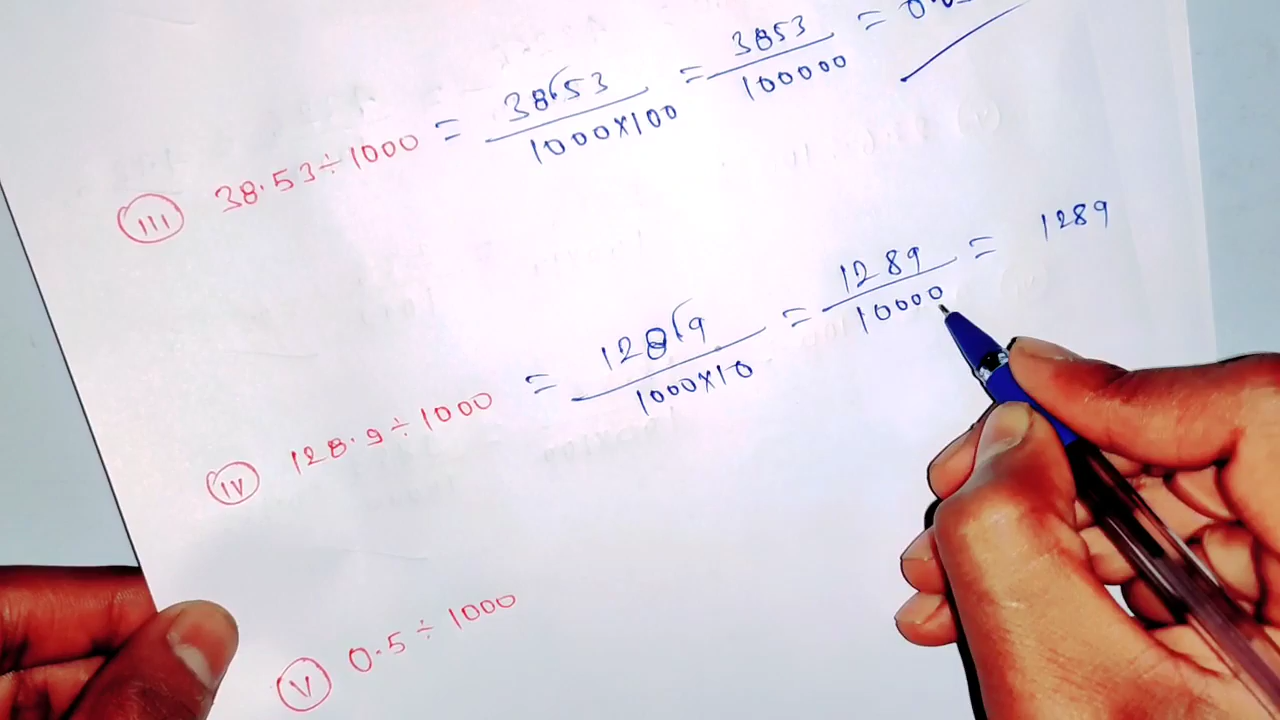 (III) 38.53 ÷ 1000 = 3853/1000×100 = 3853/100000 =
(IV) 128.9 ÷ 1000 = 1289/1000×10 = 1289/10000 = 1289
(V) 0.5 ÷ 1000